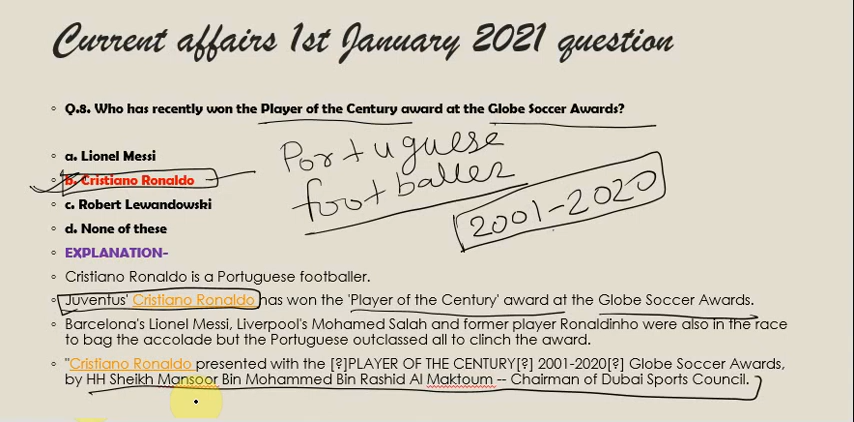 Current affairs 1st January 2021 question
Q.8. Who has recently won the Player of the Century award at the Globe Soccer Awards?
a. Lionel Messi
Portuguese
b. Cristiano Ronaldo
footballer
c. Robert Lewandowski
2001-2020
d. None of these
EXPLANATION-
Cristiano Ronaldo is a Portuguese footballer.
Juventus' Cristiano Ronaldo has won the 'Player of the Century' award at the Globe Soccer Awards.
Barcelona's Lionel Messi, Liverpool's Mohamed Salah and former player Ronaldinho were also in the race
to bag the accolade but the Portuguese outclassed all to clinch the award.
"Cristiano Ronaldo presented with the [?]PLAYER OF THE CENTURY[?] 2001-2020[?] Globe Soccer Awards,
by HH Sheikh Mansoor Bin Mohammed Bin Rashid Al Maktoum -- Chairman of Dubai Sports Council.